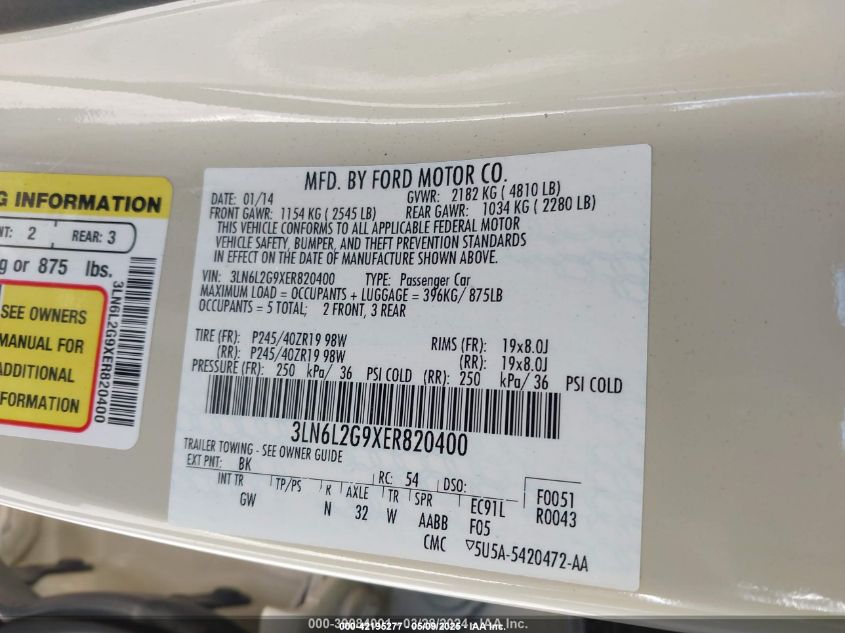 G INFORMATION
NT: 2 REAR: 3
g or 875 lbs.
SEE OWNERS
MANUAL FOR
ADDITIONAL
FORMATION
3LN6L2G9XER820400
MFD. BY FORD MOTOR CO.
DATE: 01/14 GVWR: 2182 KG ( 4810 LB)
FRONT GAWR: 1154 KG ( 2545 LB) REAR GAWR: 1034 KG ( 2280 LB)
THIS VEHICLE CONFORMS TO ALL APPLICABLE FEDERAL MOTOR
VEHICLE SAFETY, BUMPER, AND THEFT PREVENTION STANDARDS
IN EFFECT ON THE DATE OF MANUFACTURE SHOWN ABOVE.
VIN: 3LN6L2G9XER820400 TYPE: Passenger Car
MAXIMUM LOAD = OCCUPANTS + LUGGAGE = 396KG/ 875LB
OCCUPANTS = 5 TOTAL; 2 FRONT, 3 REAR
TIRE (FR): P245/40ZR19 98W RIMS (FR): 19x8.0J
(RR): P245/40ZR19 98W (RR): 19x8.0J
PRESSURE (FR): 250 kPa/ 36 PSI COLD (RR): 250 kPa/ 36 PSI COLD
3LN6L2G9XER820400
TRAILER TOWING - SEE OWNER GUIDE
EXT PNT: BK RC: 54 DSO: F0051
INT TR TP/PS R AXLE TR SPR EC91L R0043
GW N 32 W AABB F05
CMC ▽5U5A-5420472-AA
42195277 05/09/2025 IAA Inc.